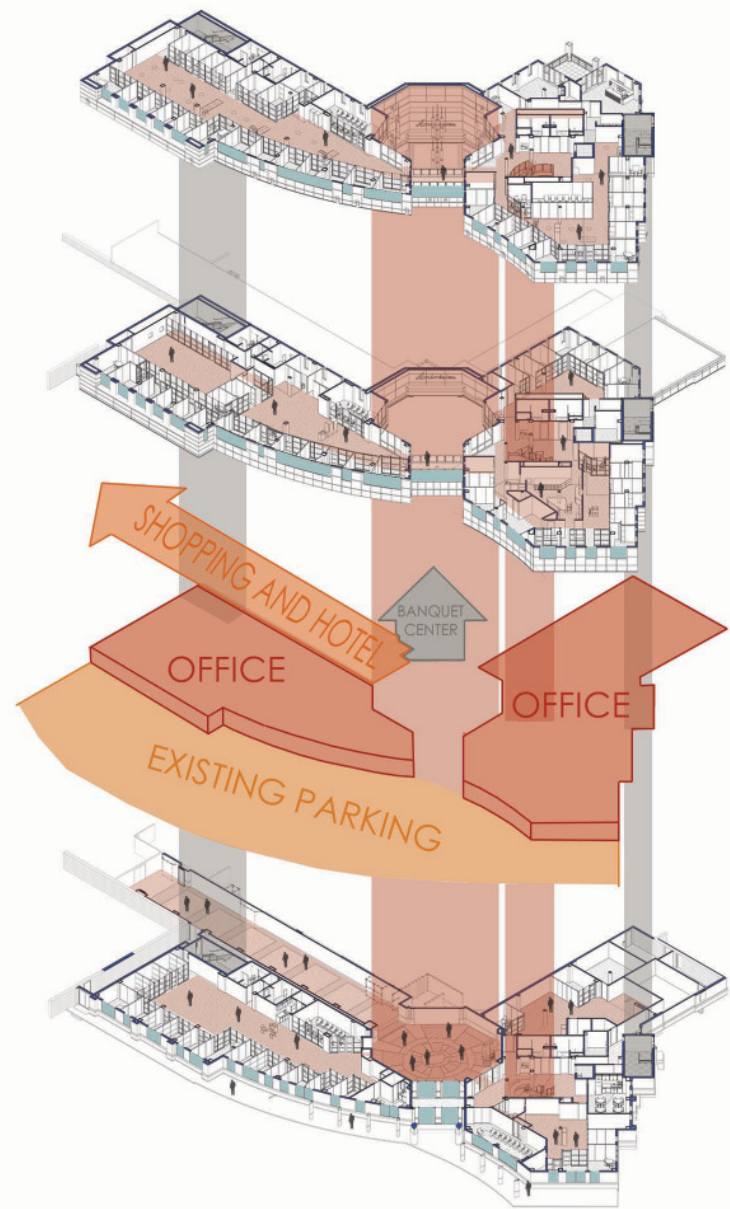 SHOPPING AND HOTEL
BANQUET
CENTER
OFFICE
OFFICE
EXISTING PARKING